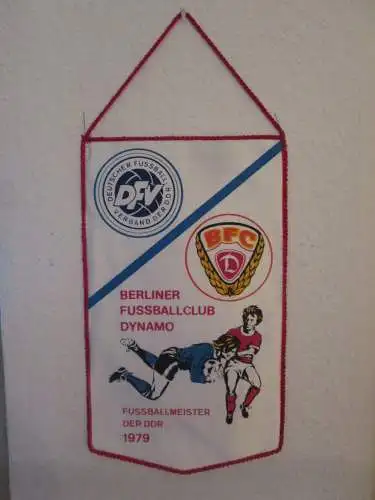 DEUTSCHER FUSSBALL
DFV
VERBAND DER DDR
BFC
D
BERLINER
FUSSBALLCLUB
DYNAMO
FUSSBALLMEISTER
DER DDR
1979